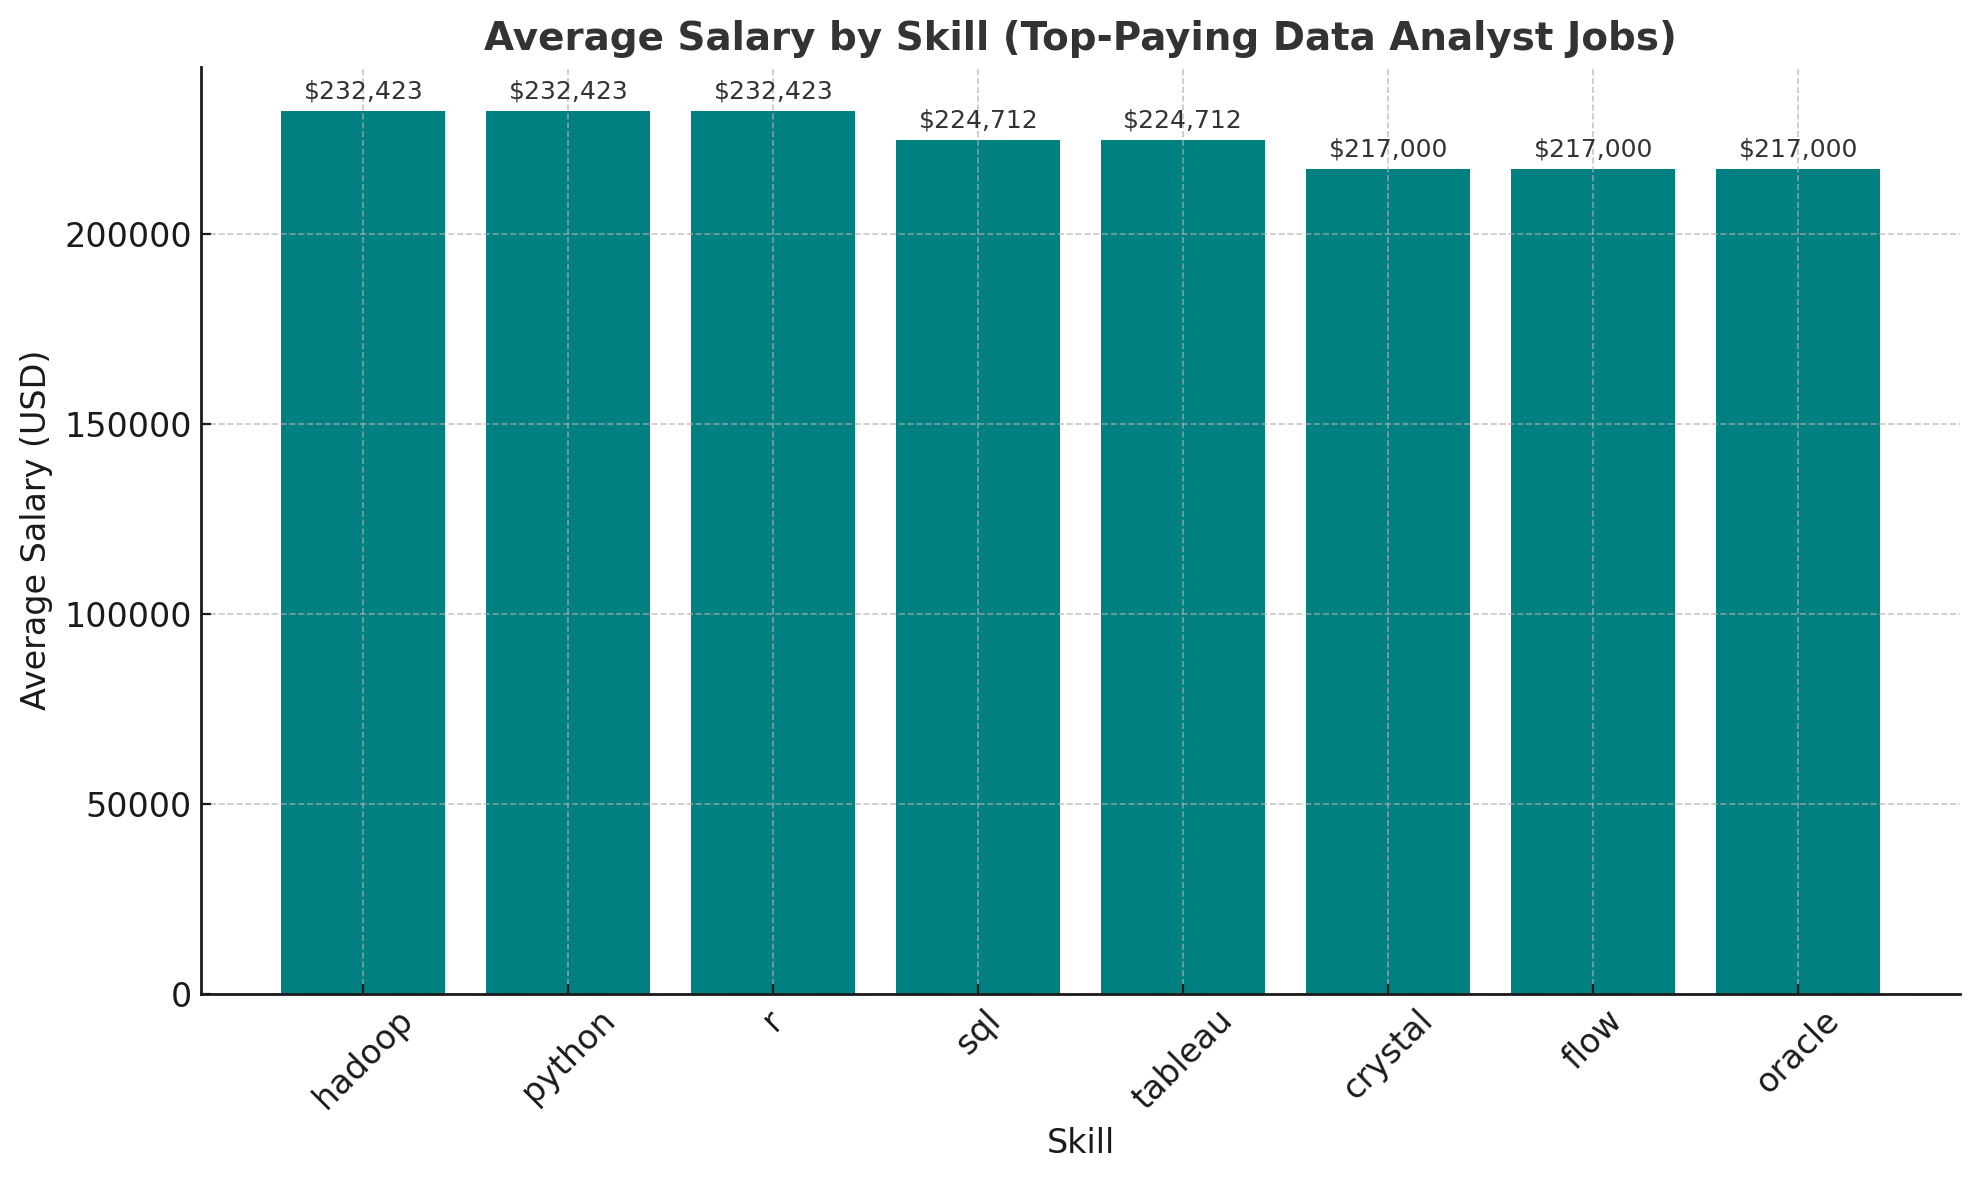 Average Salary by Skill (Top-Paying Data Analyst Jobs)
$232,423
$232,423
$232,423
$224,712
$224,712
$217,000
$217,000
$217,000
Average Salary (USD)
200000
150000
100000
50000
0
hadoop
python
r
sql
tableau
crystal
flow
oracle
Skill